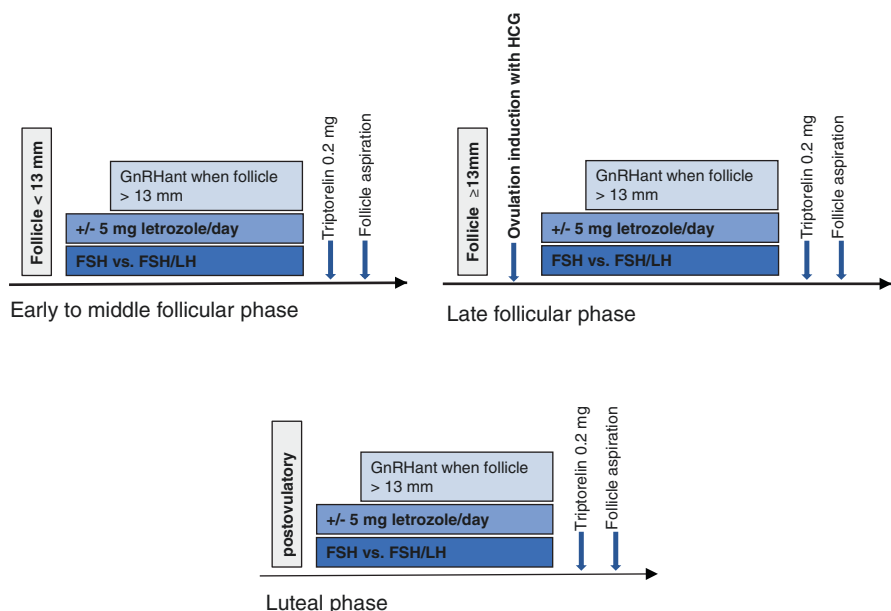 Follicle < 13 mm
GnRHant when follicle
> 13 mm
+/- 5 mg letrozole/day
FSH vs. FSH/LH
Triptorelin 0.2 mg
Follicle aspiration
Early to middle follicular phase
Follicle ≥13mm
Ovulation induction with HCG
GnRHant when follicle
> 13 mm
+/- 5 mg letrozole/day
FSH vs. FSH/LH
Triptorelin 0.2 mg
Follicle aspiration
Late follicular phase
postovulatory
GnRHant when follicle
> 13 mm
+/- 5 mg letrozole/day
FSH vs. FSH/LH
Triptorelin 0.2 mg
Follicle aspiration
Luteal phase